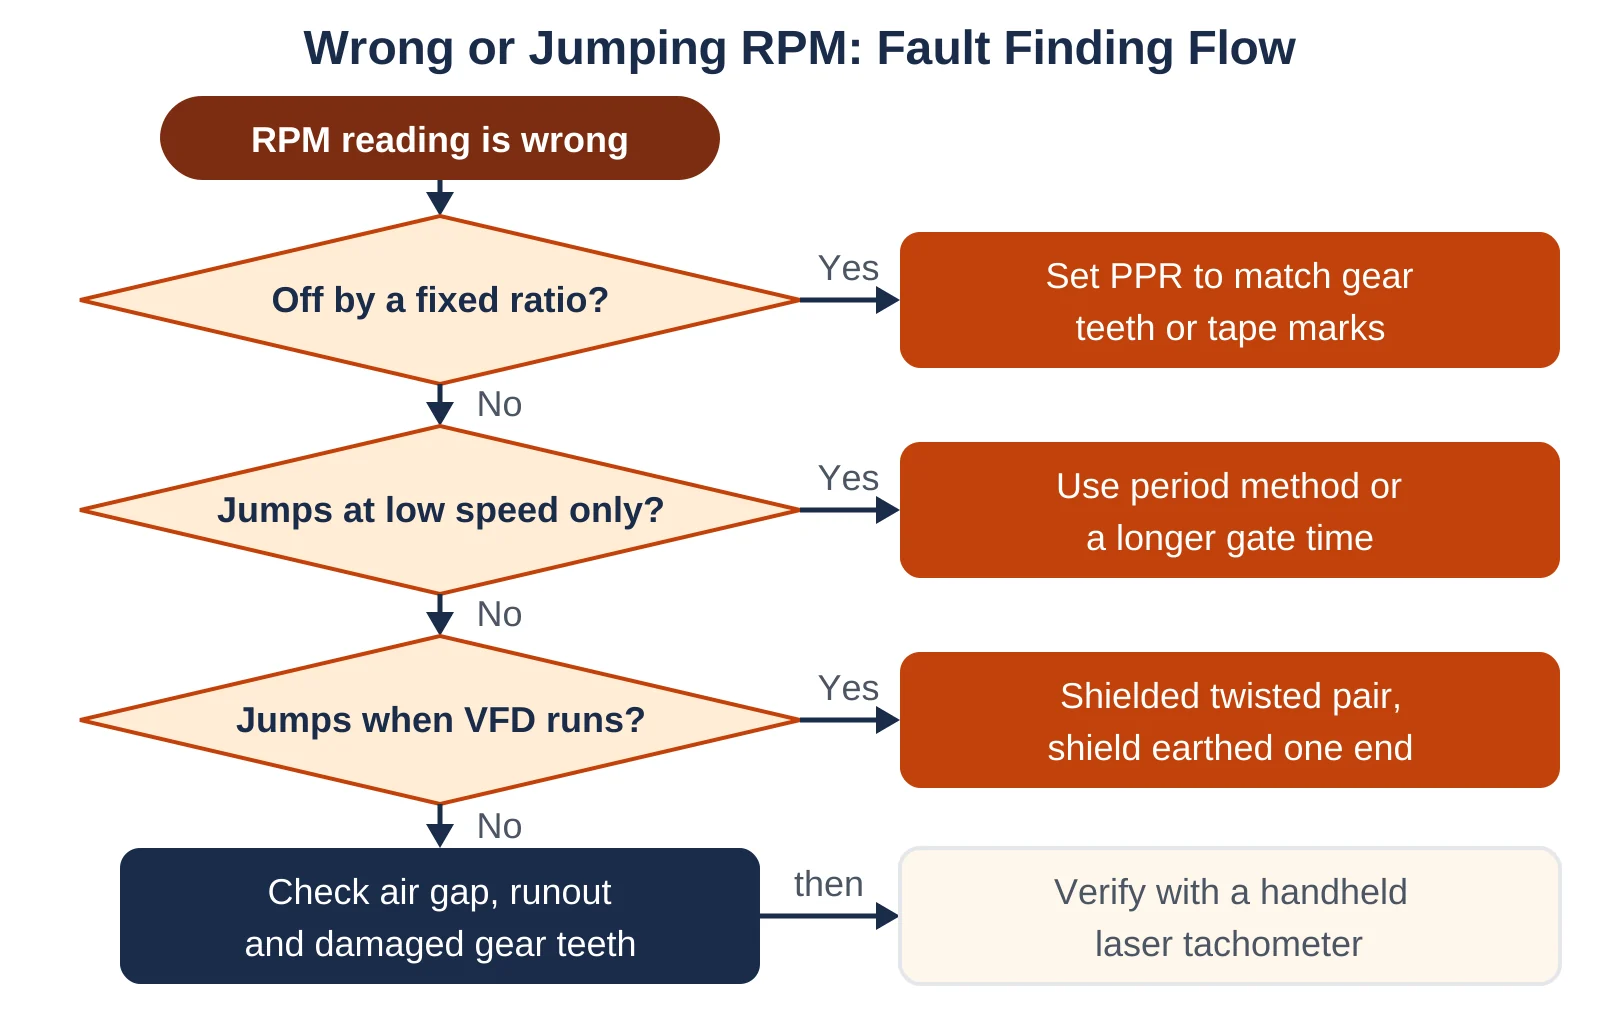 Wrong or Jumping RPM: Fault Finding Flow
RPM reading is wrong
Off by a fixed ratio?
Yes
Set PPR to match gear
teeth or tape marks
No
Jumps at low speed only?
Yes
Use period method or
a longer gate time
No
Jumps when VFD runs?
Yes
Shielded twisted pair,
shield earthed one end
No
Check air gap, runout
and damaged gear teeth
then
Verify with a handheld
laser tachometer